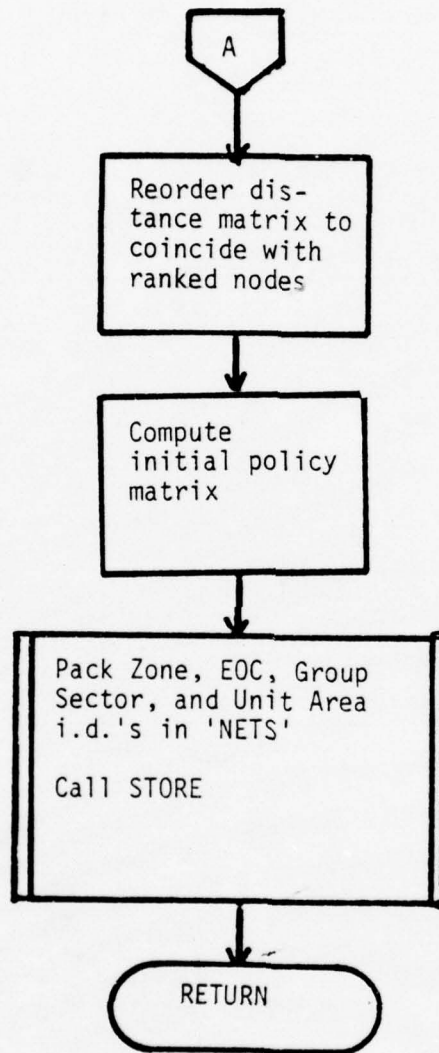 A
Reorder dis-
tance matrix to
coincide with
ranked nodes
Compute
initial policy
matrix
Pack Zone, EOC, Group
Sector, and Unit Area
i.d.'s in 'NETS'
Call STORE
RETURN